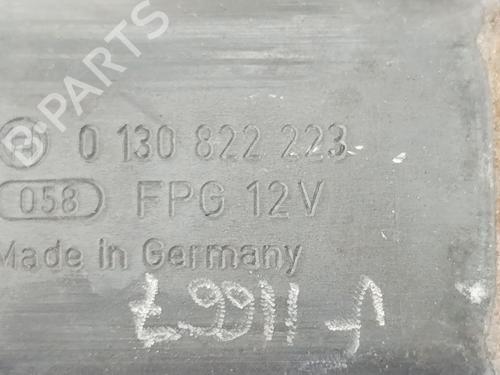 B-PARTS
0 130 822 223
058 FPG 12V
Made in Germany